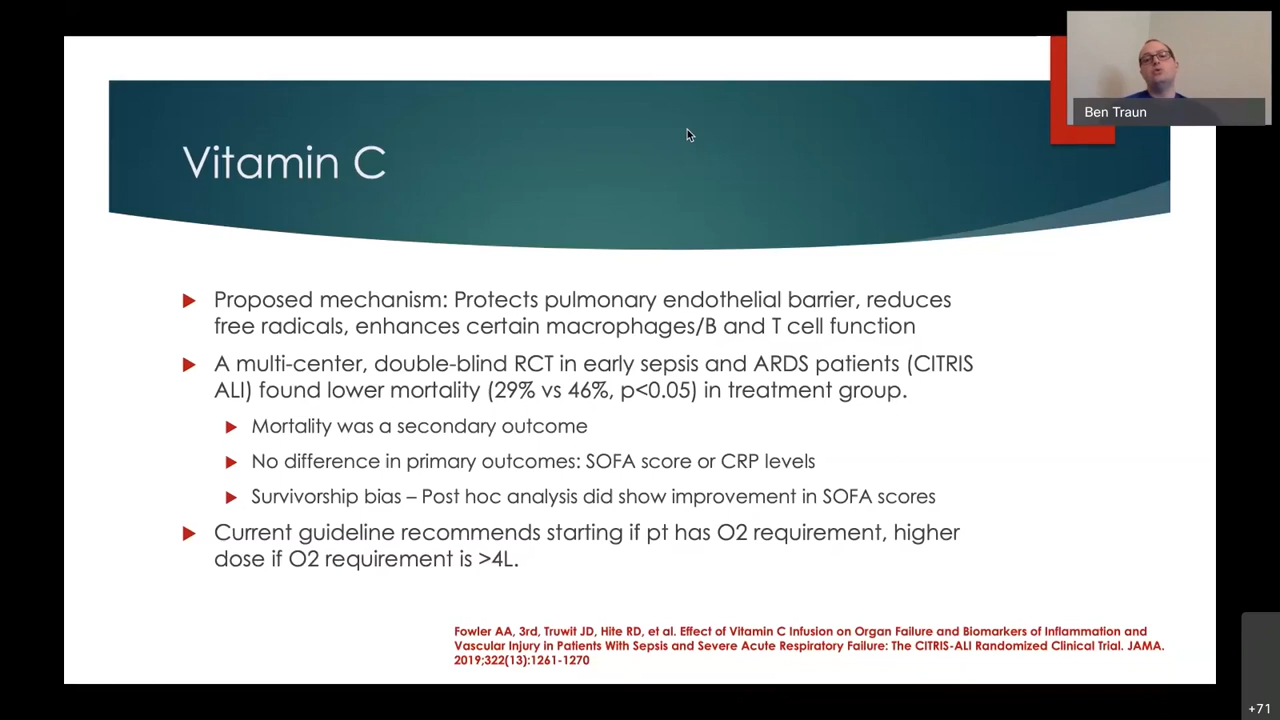 Ben Traun
Vitamin C
Proposed mechanism: Protects pulmonary endothelial barrier, reduces
free radicals, enhances certain macrophages/B and T cell function
A multi-center, double-blind RCT in early sepsis and ARDS patients (CITRIS
ALI) found lower mortality (29% vs 46%, p<0.05) in treatment group.
Mortality was a secondary outcome
No difference in primary outcomes: SOFA score or CRP levels
Survivorship bias – Post hoc analysis did show improvement in SOFA scores
Current guideline recommends starting if pt has O2 requirement, higher
dose if O2 requirement is >4L.
Fowler AA, 3rd, Truwit JD, Hite RD, et al. Effect of Vitamin C Infusion on Organ Failure and Biomarkers of Inflammation and
Vascular Injury in Patients With Sepsis and Severe Acute Respiratory Failure: The CITRIS-ALI Randomized Clinical Trial. JAMA.
2019;322(13):1261-1270
+71